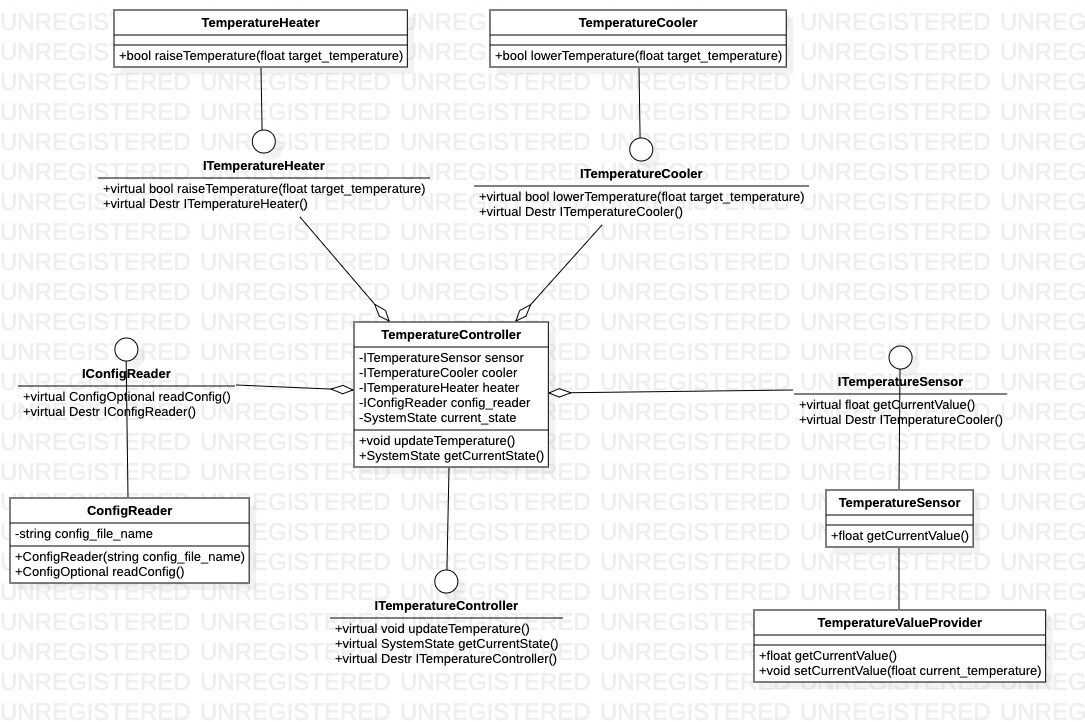 TemperatureHeater
+bool raiseTemperature(float target_temperature)
TemperatureCooler
+bool lowerTemperature(float target_temperature)
ITemperatureHeater
+virtual bool raiseTemperature(float target_temperature)
+virtual Destr ITemperatureHeater()
ITemperatureCooler
+virtual bool lowerTemperature(float target_temperature)
+virtual Destr ITemperatureCooler()
TemperatureController
-ITemperatureSensor sensor
-ITemperatureCooler cooler
-ITemperatureHeater heater
-IConfigReader config_reader
-SystemState current_state
+void updateTemperature()
+SystemState getCurrentState()
IConfigReader
+virtual ConfigOptional readConfig()
+virtual Destr IConfigReader()
ITemperatureSensor
+virtual float getCurrentValue()
+virtual Destr ITemperatureCooler()
ConfigReader
-string config_file_name
+ConfigReader(string config_file_name)
+ConfigOptional readConfig()
TemperatureSensor
+float getCurrentValue()
ITemperatureController
+virtual void updateTemperature()
+virtual SystemState getCurrentState()
+virtual Destr ITemperatureController()
TemperatureValueProvider
+float getCurrentValue()
+void setCurrentValue(float current_temperature)
UNREGISTERED